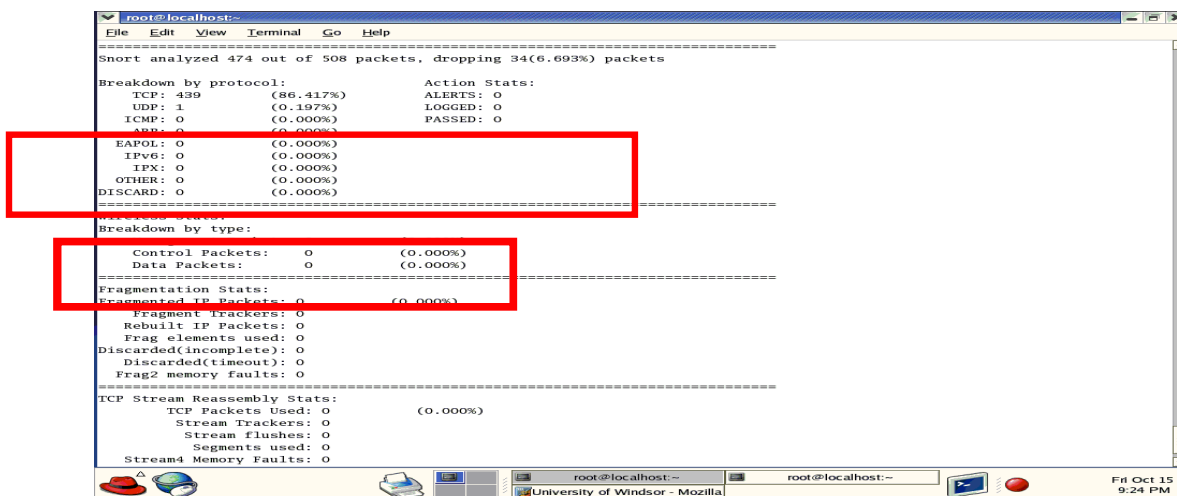 root@localhost:~
File Edit View Terminal Go Help
==========================================================================
Snort analyzed 474 out of 508 packets, dropping 34(6.693%) packets
Breakdown by protocol: Action Stats:
TCP: 439 (86.417%) ALERTS: 0
UDP: 1 (0.197%) LOGGED: 0
ICMP: 0 (0.000%) PASSED: 0
ARP: 0 (0.000%)
EAPOL: 0 (0.000%)
IPv6: 0 (0.000%)
IPX: 0 (0.000%)
OTHER: 0 (0.000%)
DISCARD: 0 (0.000%)
==========================================================================
Wireless Stats:
Breakdown by type:
Control Packets: 0 (0.000%)
Data Packets: 0 (0.000%)
==========================================================================
Fragmentation Stats:
Fragmented IP Packets: 0 (0.000%)
Fragment Trackers: 0
Rebuilt IP Packets: 0
Frag elements used: 0
Discarded(incomplete): 0
Discarded(timeout): 0
Frag2 memory faults: 0
==========================================================================
TCP Stream Reassembly Stats:
TCP Packets Used: 0 (0.000%)
Stream Trackers: 0
Stream flushes: 0
Segments used: 0
Stream4 Memory Faults: 0
root@localhost:~ root@localhost:~
University of Windsor - Mozilla
Fri Oct 15
9:24 PM